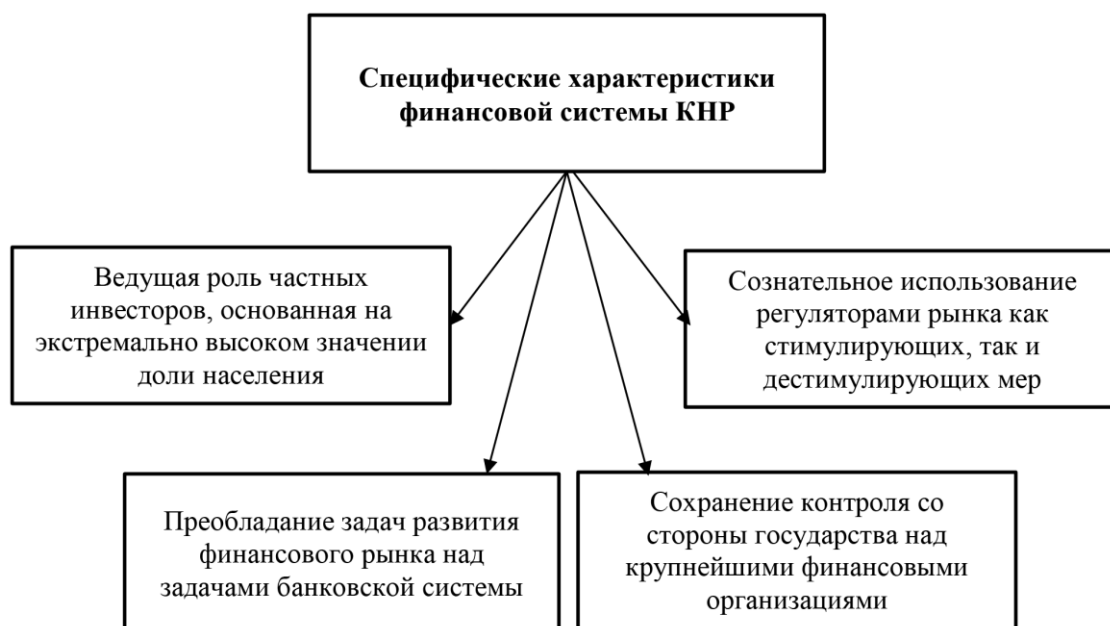 Специфические характеристики
финансовой системы КНР
Ведущая роль частных
инвесторов, основанная на
экстремально высоком значении
доли населения
Сознательное использование
регуляторами рынка как
стимулирующих, так и
дестимулирующих мер
Преобладание задач развития
финансового рынка над
задачами банковской системы
Сохранение контроля со
стороны государства над
крупнейшими финансовыми
организациями